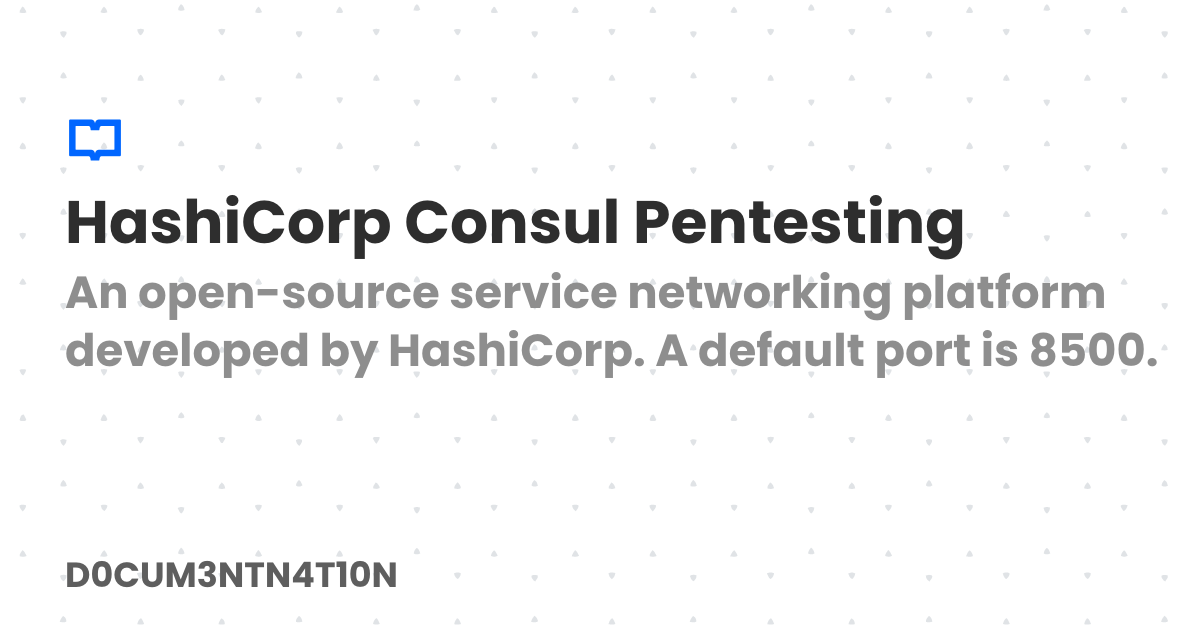 HashiCorp Consul Pentesting
An open-source service networking platform
developed by HashiCorp. A default port is 8500.
D0CUM3NTN4T10N